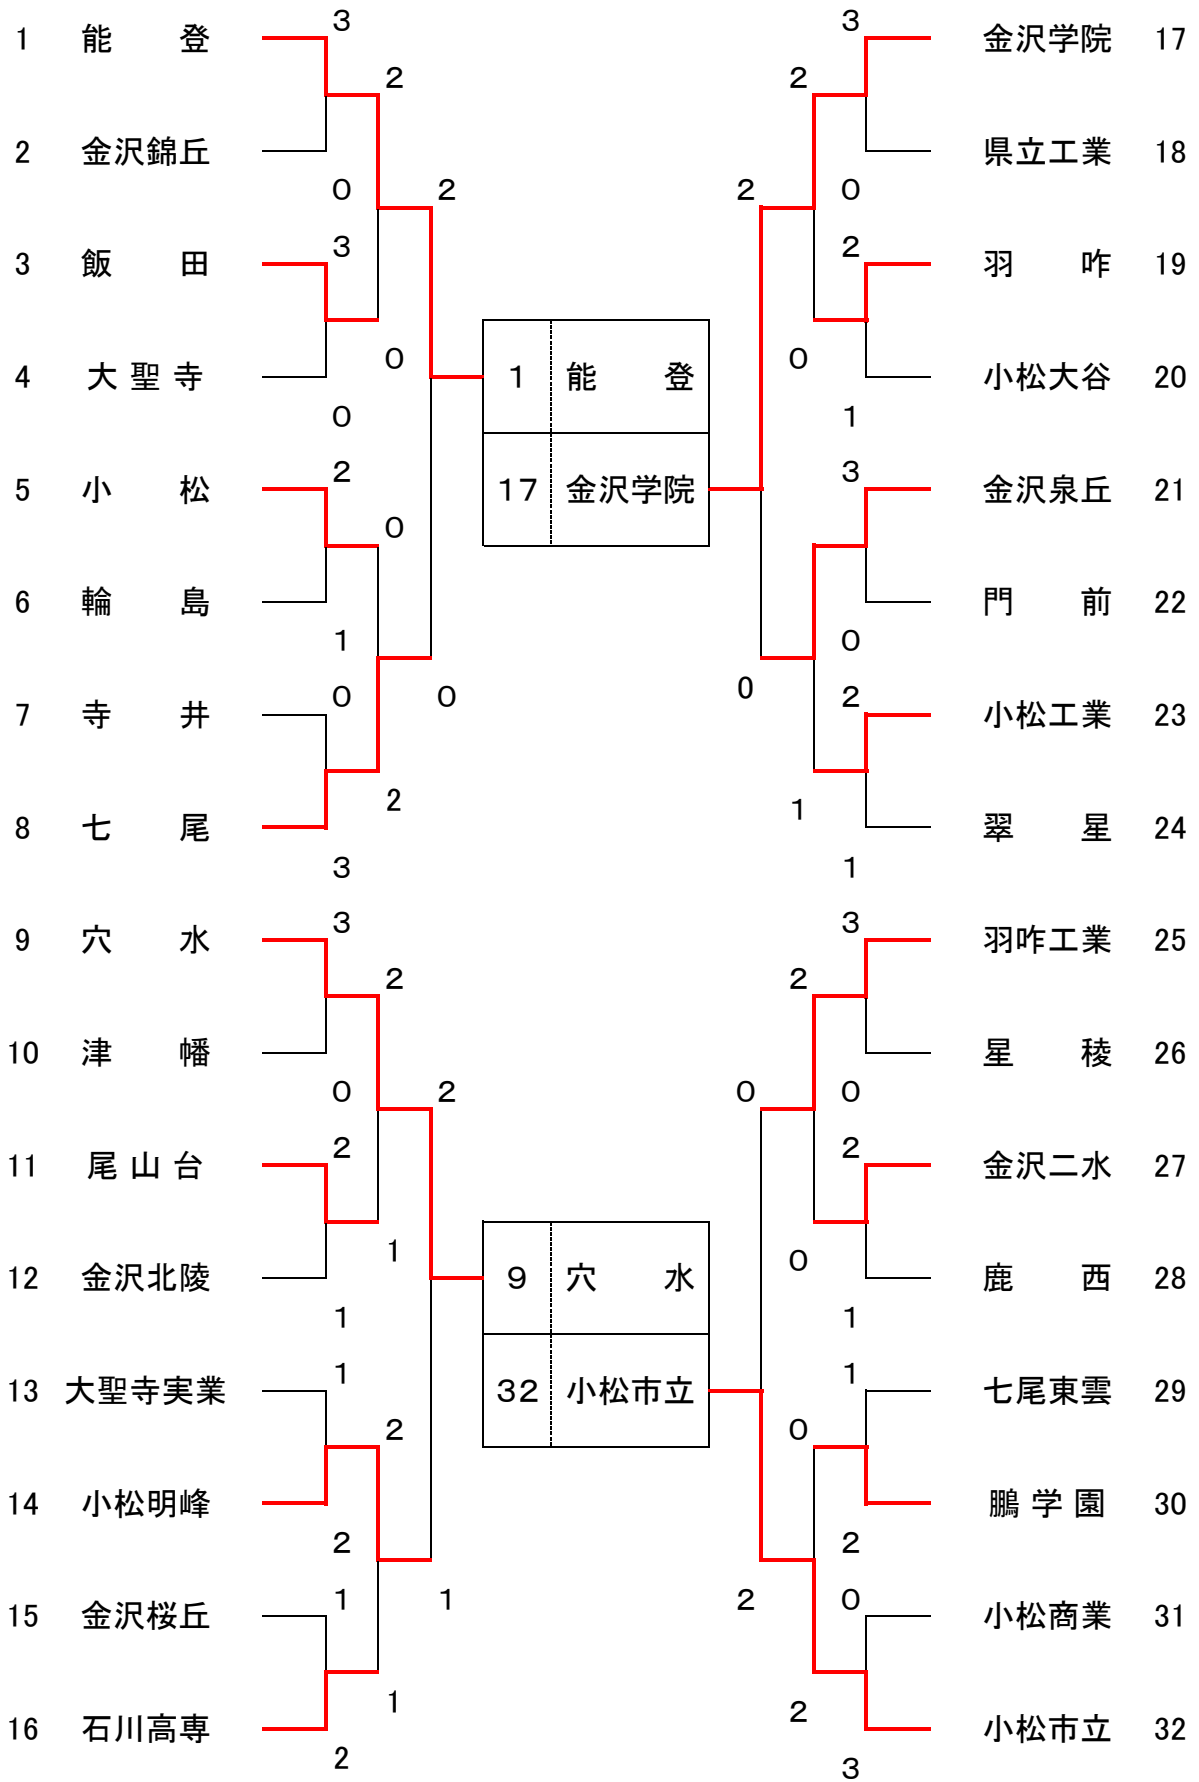 3 3
1 能 登 金沢学院 17
2 2
2 金沢錦丘 県立工業 18
0 2 2 0
3 2
3 飯 田 羽 咋 19
0 0
4 大聖寺 1 能 登 小松大谷 20
0 1
2 3
5 小 松 17 金沢学院 金沢泉丘 21
0
6 輪 島 門 前 22
1 0
0 0 0 2
7 寺 井 小松工業 23
2 1
8 七 尾 翠 星 24
3 1
3 3
9 穴 水 羽咋工業 25
2 2
10 津 幡 星 稜 26
0 2 0 0
2 2
11 尾山台 金沢二水 27
1 0
12 金沢北陵 9 穴 水 鹿 西 28
1 1
1 1
13 大聖寺実業 32 小松市立 七尾東雲 29
2 0
14 小松明峰 鵬学園 30
2 2
1 1 2 0
15 金沢桜丘 小松商業 31
1 2
16 石川高専 小松市立 32
2 3